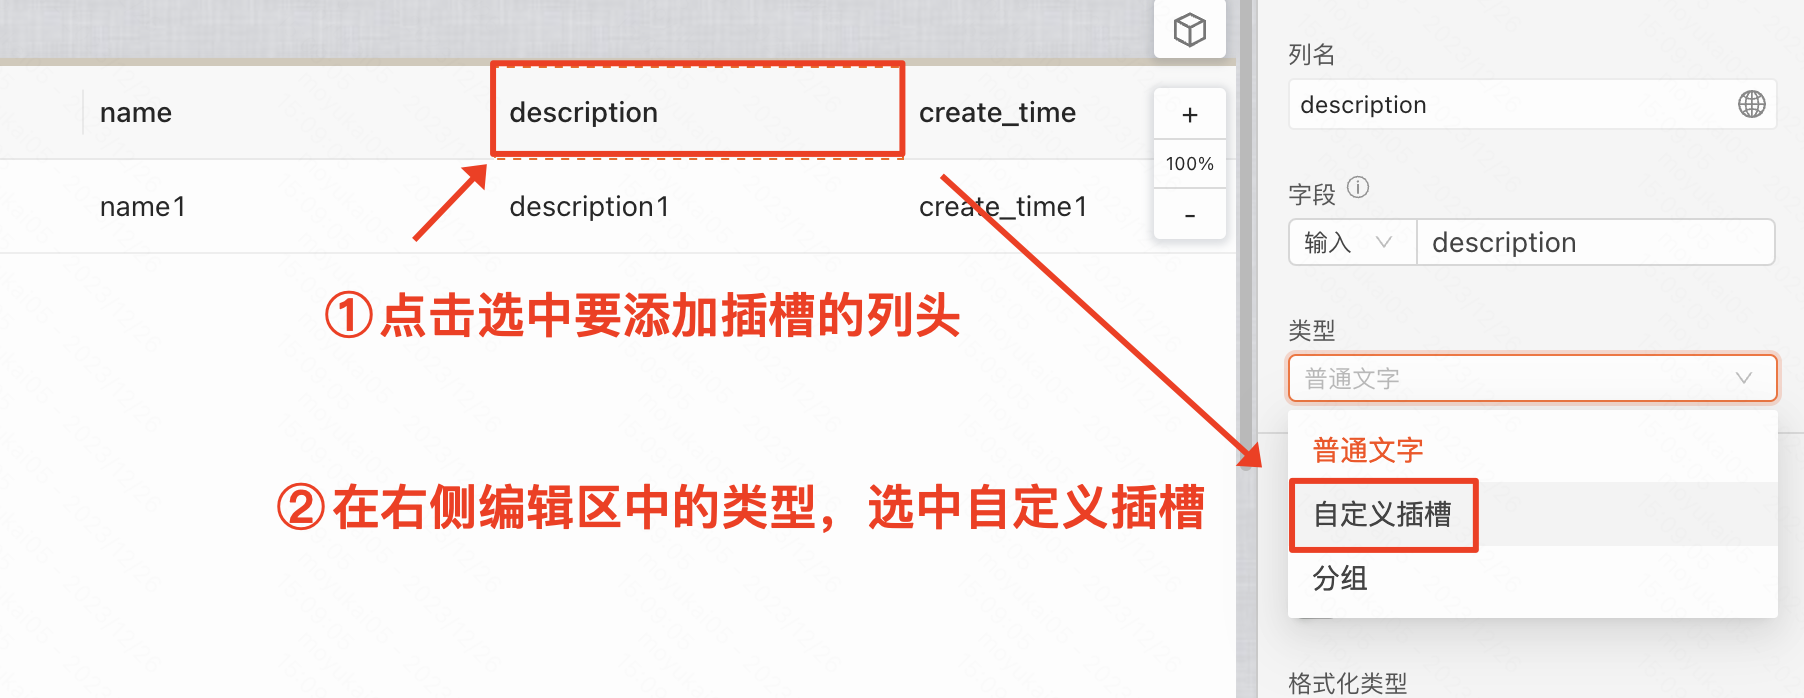 name
description
create_time
name1
description1
create_time1
+
100%
-
①点击选中要添加插槽的列头
②在右侧编辑区中的类型，选中自定义插槽
列名
description
字段
输入
description
类型
普通文字
普通文字
自定义插槽
分组
格式化类型